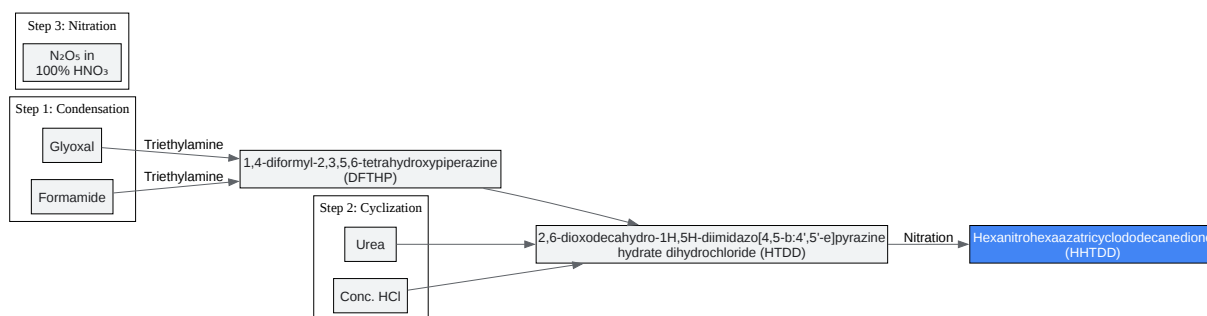 Step 3: Nitration
N₂O₅ in
100% HNO₃
Step 1: Condensation
Glyoxal
Triethylamine
Formamide
Triethylamine
1,4-diformyl-2,3,5,6-tetrahydroxypiperazine
(DFTHP)
Step 2: Cyclization
Urea
Conc. HCl
2,6-dioxodecahydro-1H,5H-diimidazo[4,5-b:4',5'-e]pyrazine
hydrate dihydrochloride (HTDD)
Nitration
Hexanitrohexaazatricyclododecanedione
(HHTDD)